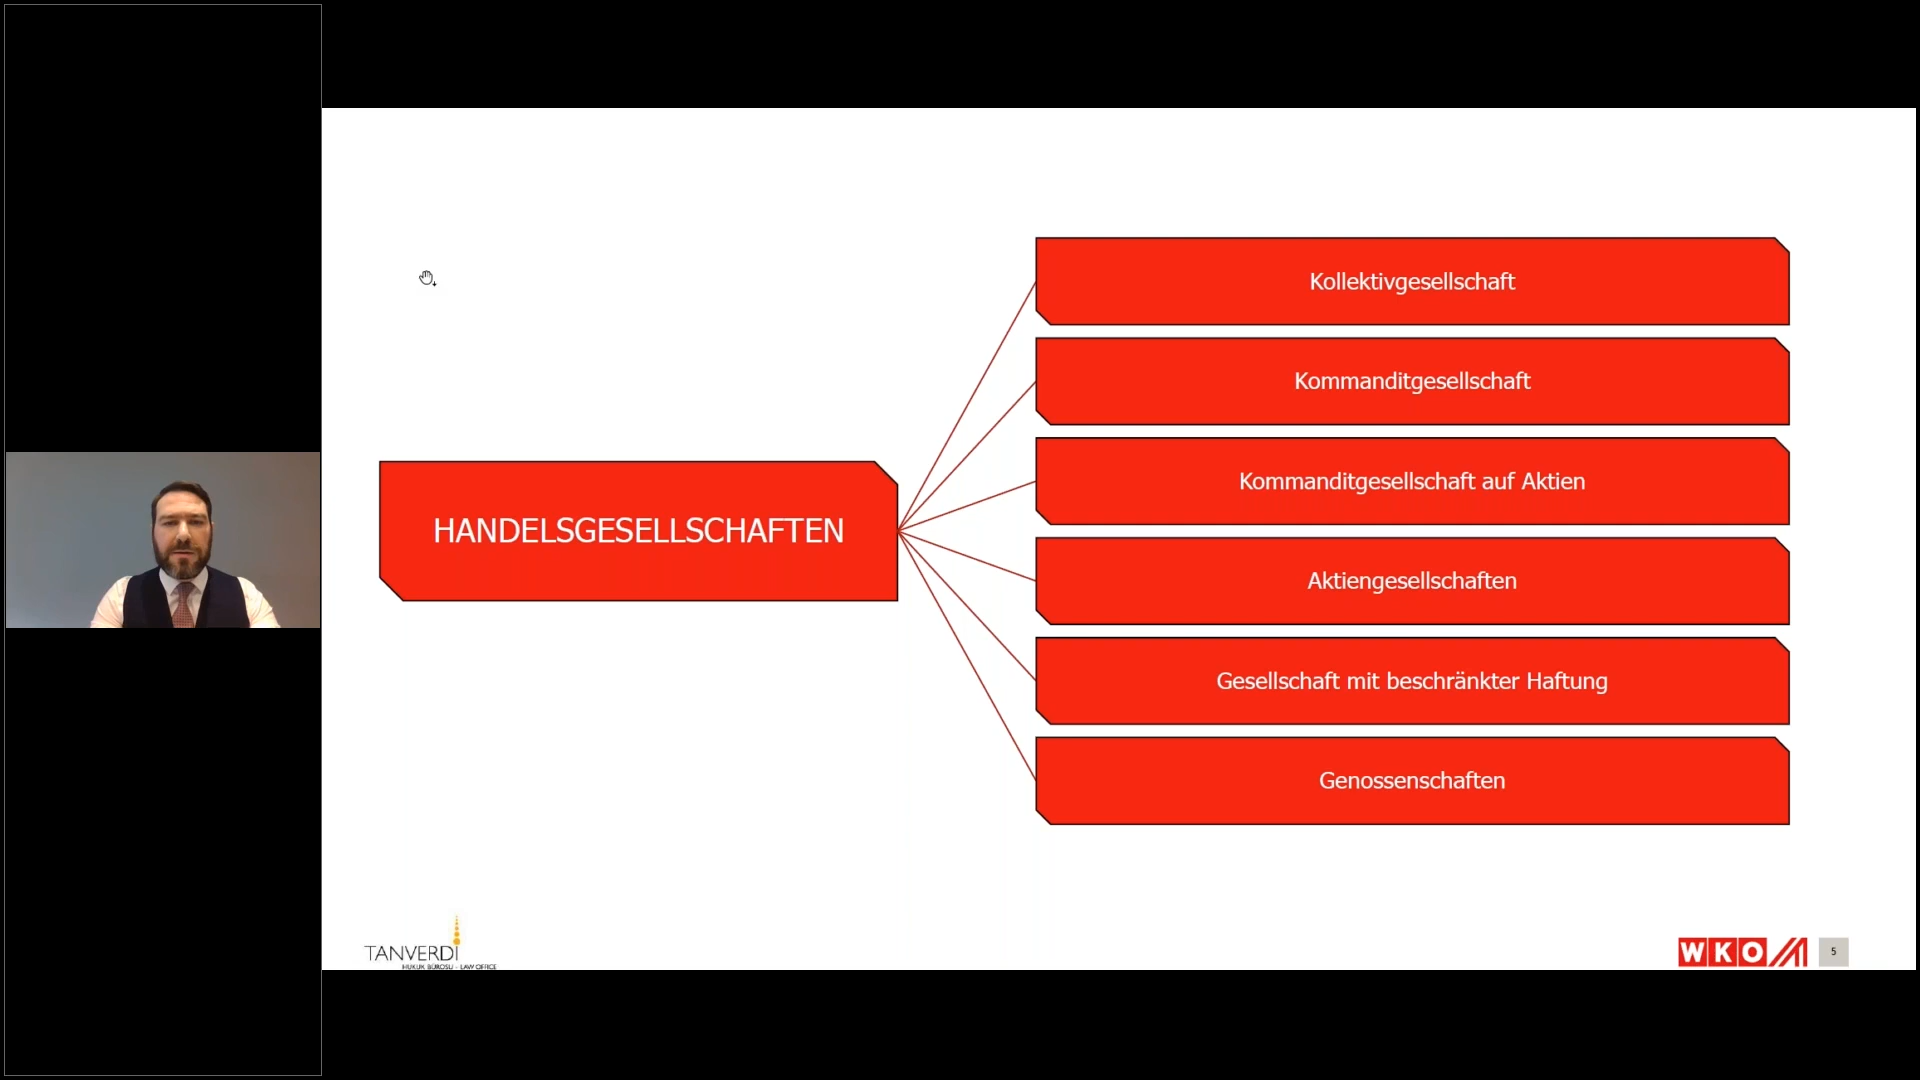 HANDELSGESELLSCHAFTEN
Kollektivgesellschaft
Kommanditgesellschaft
Kommanditgesellschaft auf Aktien
Aktiengesellschaften
Gesellschaft mit beschränkter Haftung
Genossenschaften
TANVERDİ
HUKUK BÜROSU - LAW OFFICE
WKO
5